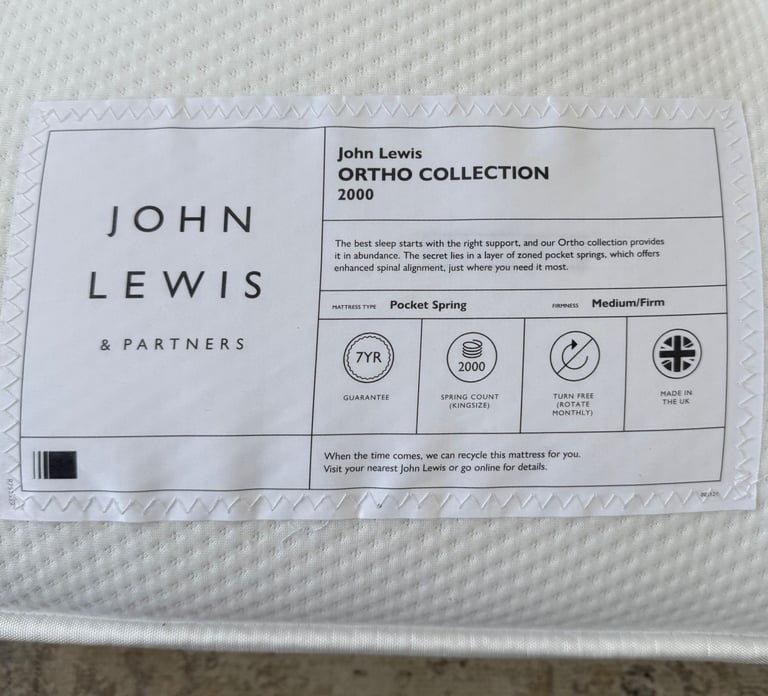 JOHN
LEWIS
& PARTNERS
John Lewis
ORTHO COLLECTION
2000
The best sleep starts with the right support, and our Ortho collection provides
it in abundance. The secret lies in a layer of zoned pocket springs, which offers
enhanced spinal alignment, just where you need it most.
MATTRESS TYPE Pocket Spring FIRMNESS Medium/Firm
7YR
GUARANTEE
2000
SPRING COUNT
(KINGSIZE)
TURN FREE
(ROTATE
MONTHLY)
MADE IN
THE UK
When the time comes, we can recycle this mattress for you.
Visit your nearest John Lewis or go online for details.